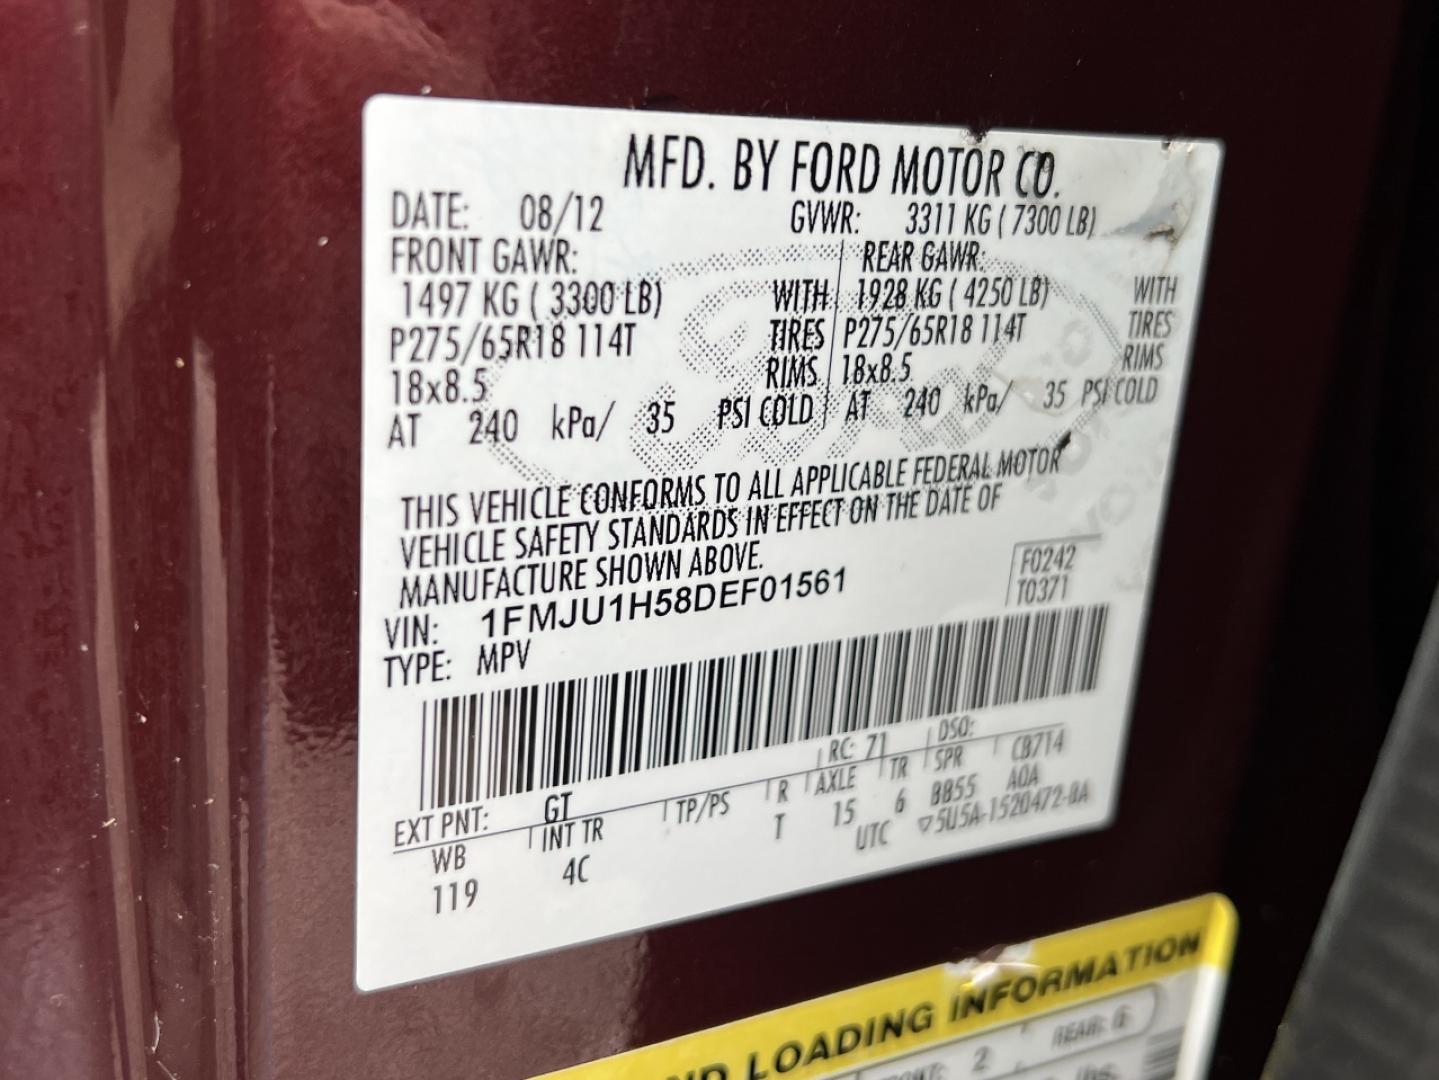 MFD. BY FORD MOTOR CO.
DATE: 08/12 GVWR: 3311 KG ( 7300 LB)
FRONT GAWR: REAR GAWR:
1497 KG ( 3300 LB) WITH 1928 KG ( 4250 LB) WITH
P275/65R18 114T TIRES P275/65R18 114T TIRES
18x8.5 RIMS 18x8.5 RIMS
AT 240 kPa/ 35 PSI COLD AT 240 kPa/ 35 PSI COLD
THIS VEHICLE CONFORMS TO ALL APPLICABLE FEDERAL MOTOR
VEHICLE SAFETY STANDARDS IN EFFECT ON THE DATE OF
MANUFACTURE SHOWN ABOVE.
F0242
T0371
VIN: 1FMJU1H58DEF01561
TYPE: MPV
EXT PNT: GT RC: 71 DSO: CB714
WB INT TR TP/PS R AXLE TR SPR AOA
119 4C T 15 6 BB55
UTC ▽5U5A-1520472-BA
ND LOADING INFORMATION
2 REAR: 6
lbs.